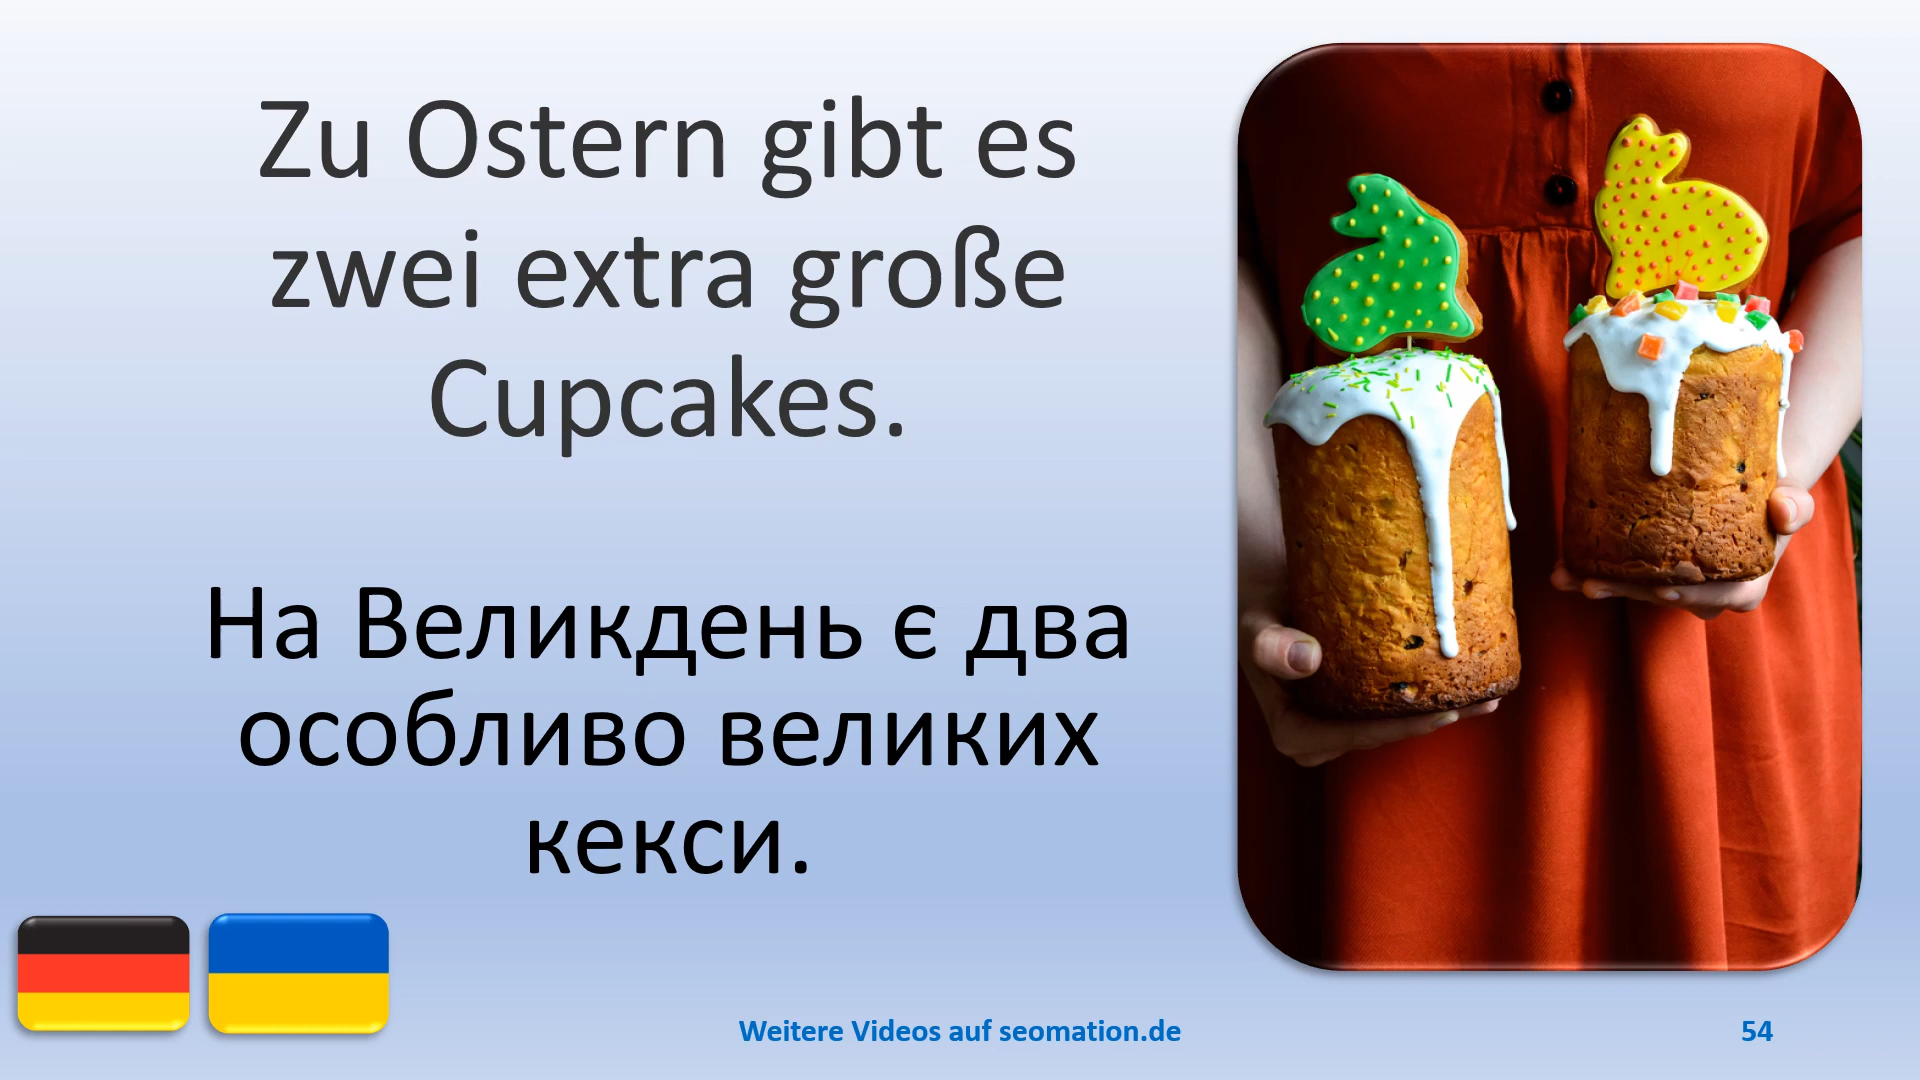 Zu Ostern gibt es
zwei extra große
Cupcakes.
На Великдень є два
особливо великих
кекси.
Weitere Videos auf seomation.de
54